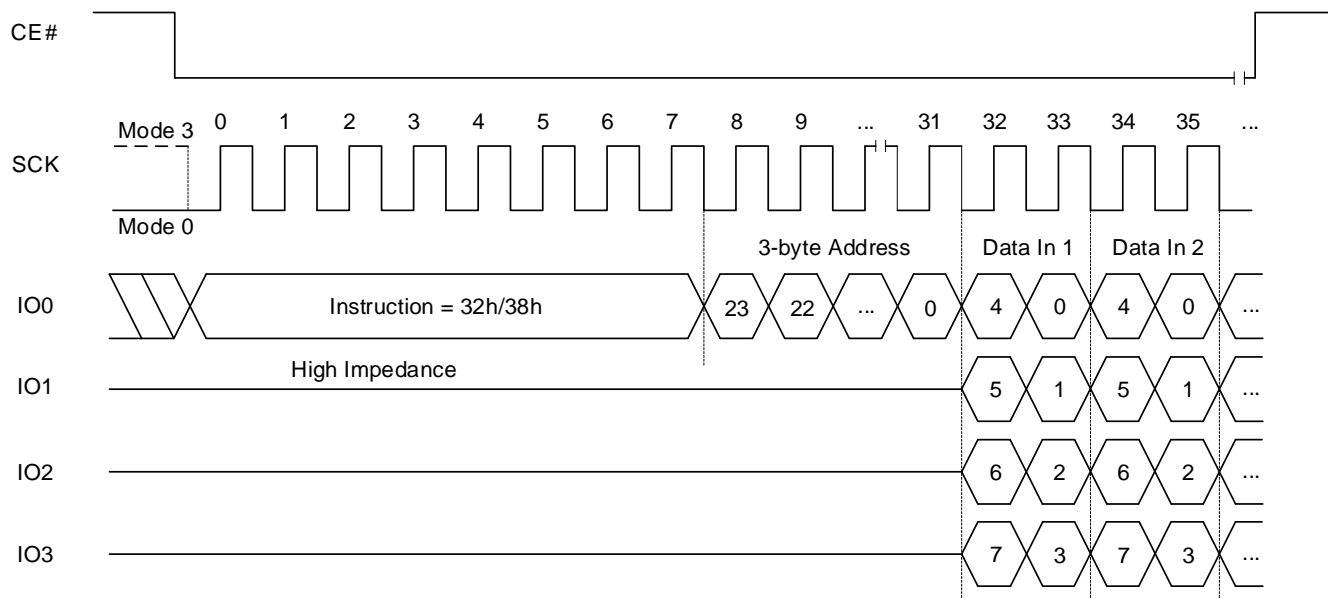 CE#
Mode 3 0 1 2 3 4 5 6 7 8 9 ... 31 32 33 34 35 ...
SCK
Mode 0
3-byte Address Data In 1 Data In 2
IO0 Instruction = 32h/38h 23 22 ... 0 4 0 4 0 ...
High Impedance
IO1 5 1 5 1 ...
IO2 6 2 6 2 ...
IO3 7 3 7 3 ...